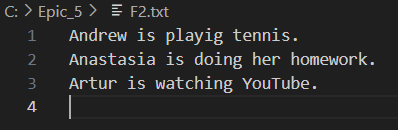 C: > Epic_5 > F2.txt
1 Andrew is playig tennis.
2 Anastasia is doing her homework.
3 Artur is watching YouTube.
4